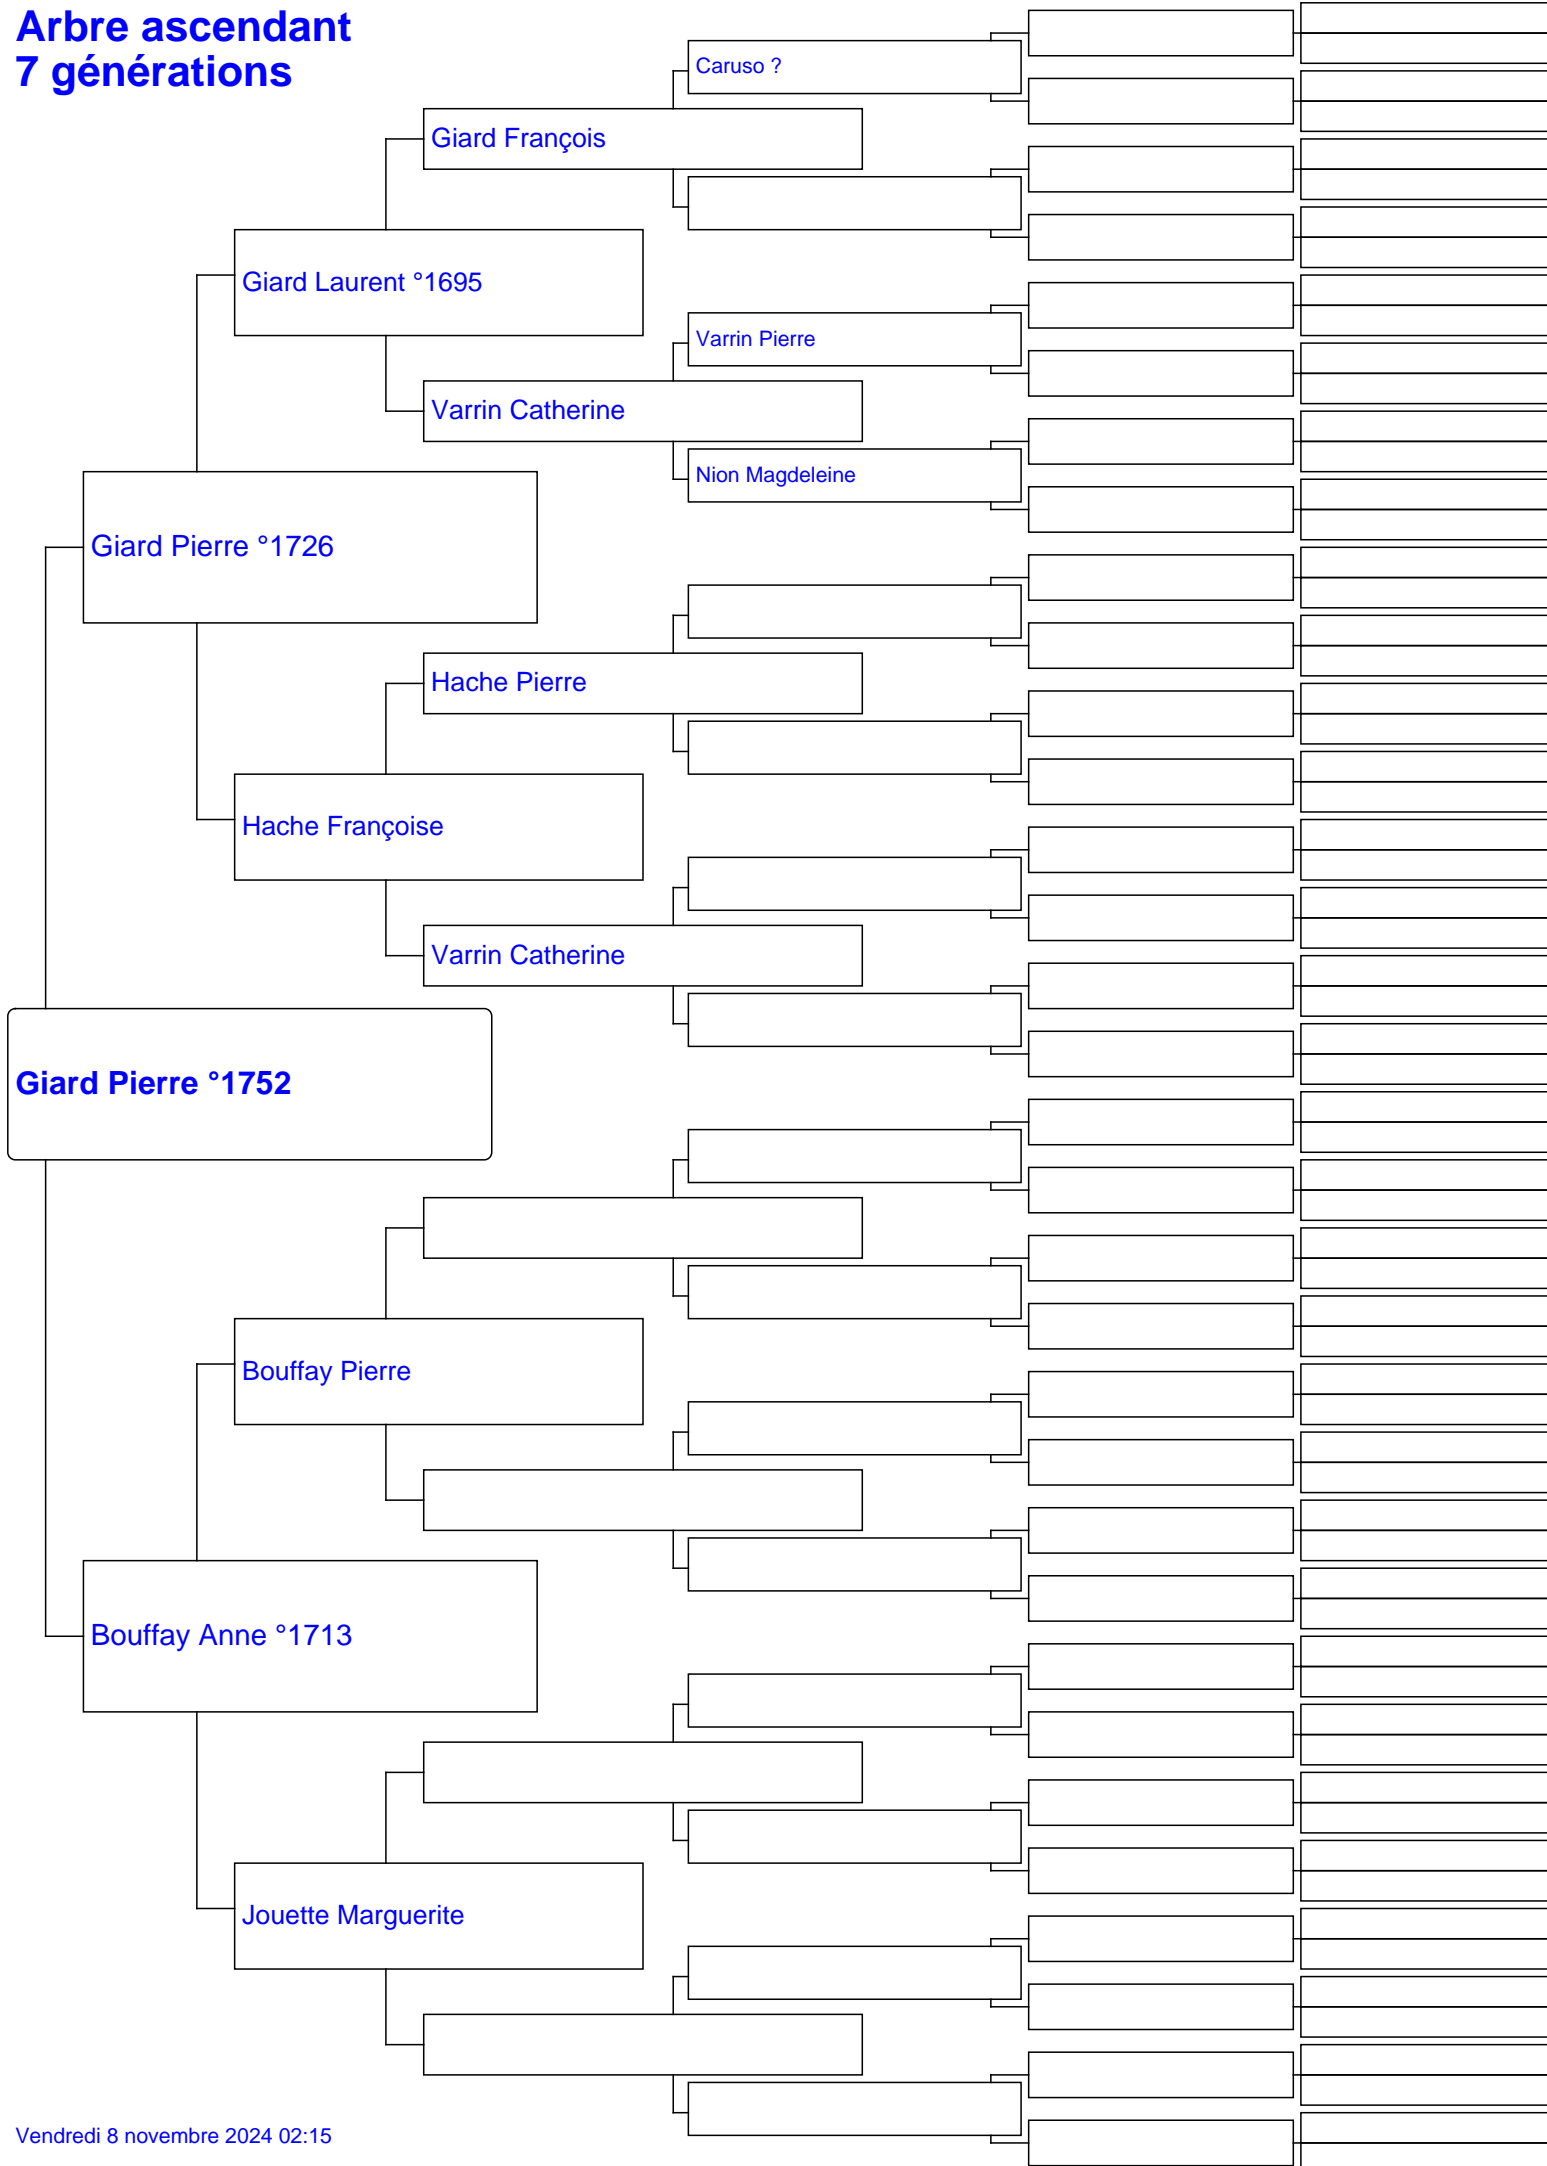 Arbre ascendant
7 générations
Caruso ?
Giard François
Giard Laurent °1695
Varrin Pierre
Varrin Catherine
Nion Magdeleine
Giard Pierre °1726
Hache Pierre
Hache Françoise
Varrin Catherine
Giard Pierre °1752
Bouffay Pierre
Bouffay Anne °1713
Jouette Marguerite
Vendredi 8 novembre 2024 02:15